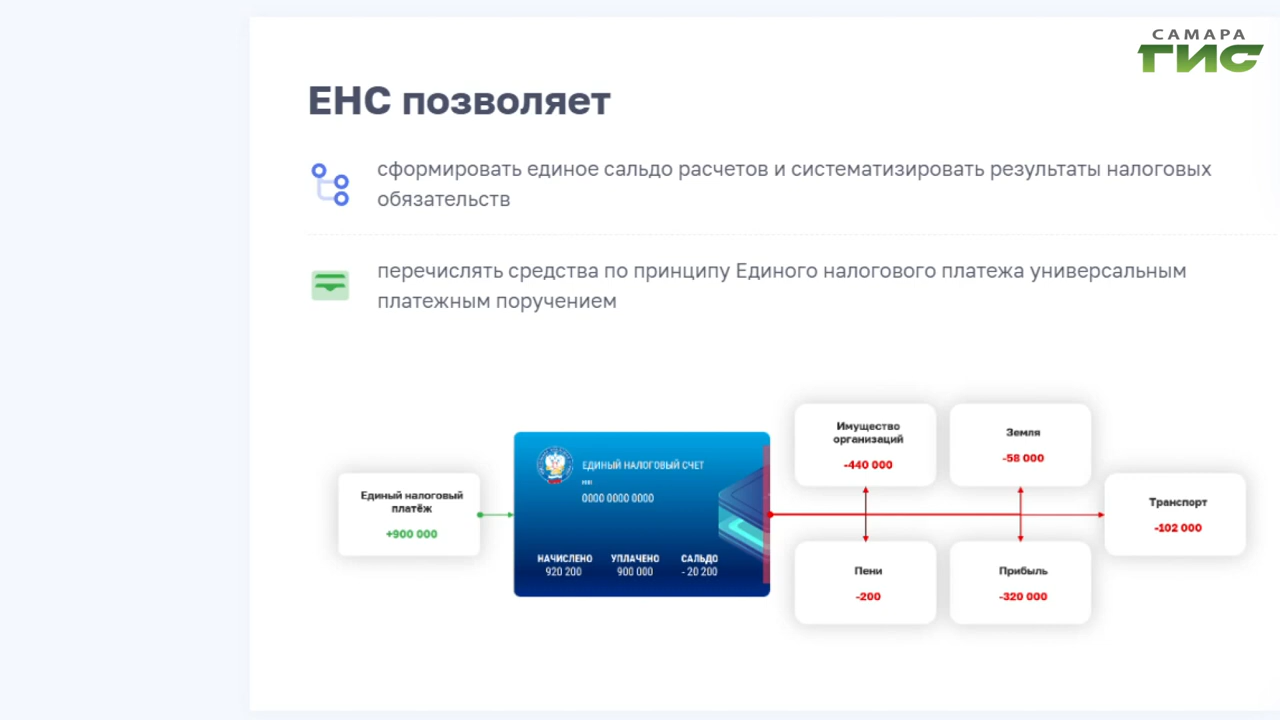 САМАРА
ГИС
ЕНС позволяет
сформировать единое сальдо расчетов и систематизировать результаты налоговых
обязательств
перечислять средства по принципу Единого налогового платежа универсальным
платежным поручением
Единый налоговый
платёж
+900 000
ЕДИНЫЙ НАЛОГОВЫЙ СЧЕТ
ИНН
0000 0000 0000
НАЧИСЛЕНО УПЛАЧЕНО САЛЬДО
920 200 900 000 - 20 200
Имущество
организаций
-440 000
Земля
-58 000
Транспорт
-102 000
Пени
-200
Прибыль
-320 000